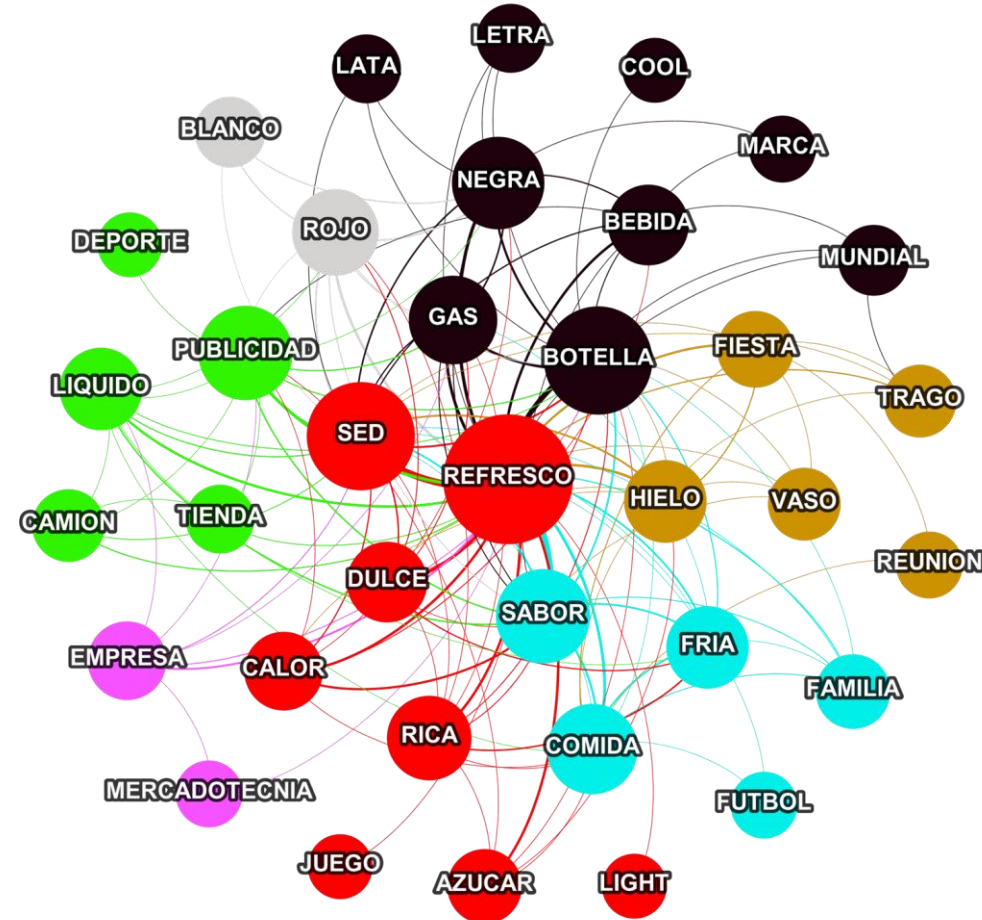 LETRA
LATA
COOL
BLANCO
MARCA
NEGRA
BEBIDA
ROJO
DEPORTE
MUNDIAL
GAS
PUBLICIDAD
BOTELLA
FIESTA
LIQUIDO
TRAGO
SED
REFRESCO
HIELO
VASO
CAMION
TIENDA
REUNION
DULCE
SABOR
FRIA
EMPRESA
CALOR
FAMILIA
RICA
COMIDA
MERCADOTECNIA
FUTBOL
JUEGO
AZUCAR
LIGHT